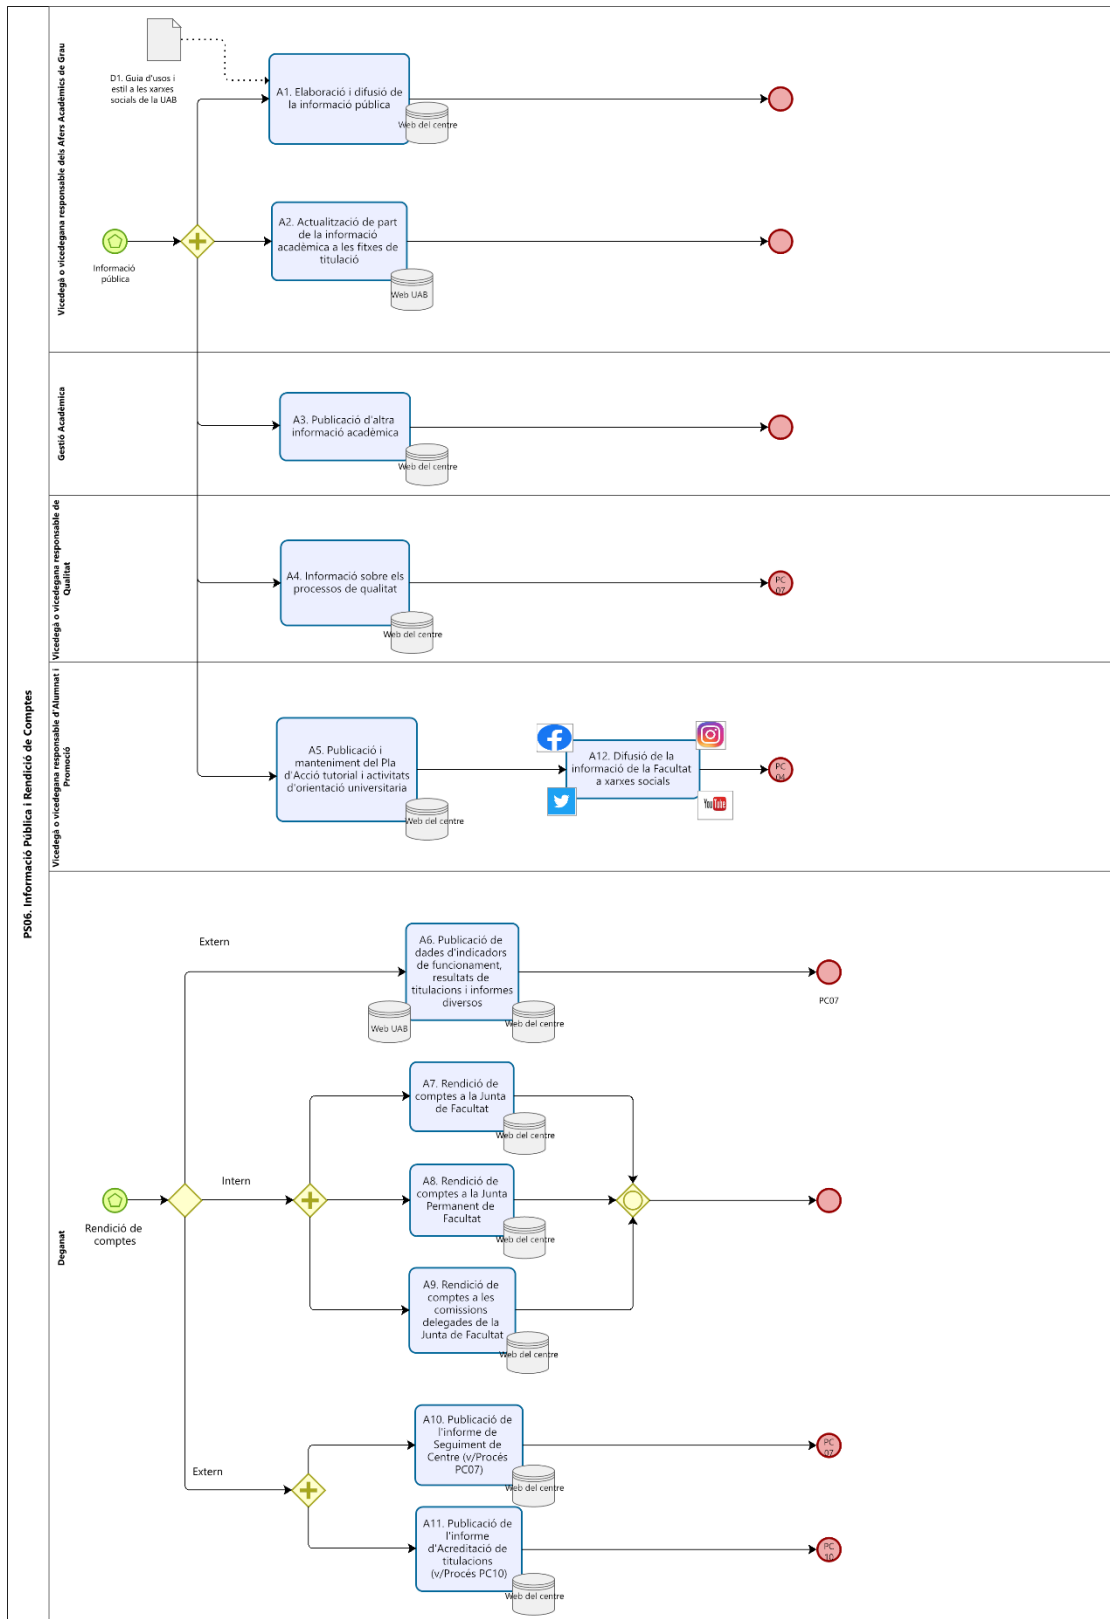 PS06. Informació Pública i Rendició de Comptes
Vicedegà o vicedegana responsable dels Afers Acadèmics de Grau
D1. Guia d'usos i
estil a les xarxes
socials de la UAB
A1. Elaboració i difusió de
la informació pública
Web del centre
Informació
pública
A2. Actualització de part
de la informació
acadèmica a les fitxes de
titulació
Web UAB
Gestió Acadèmica
A3. Publicació d'altra
informació acadèmica
Web del centre
Vicedegà o vicedegana responsable de
Qualitat
A4. Informació sobre els
processos de qualitat
Web del centre
PC
07
Vicedegà o vicedegana responsable d'Alumnat i
Promoció
A5. Publicació i
manteniment del Pla
d'Acció tutorial i activitats
d'orientació universitaria
Web del centre
A12. Difusió de la
informació de la Facultat
a xarxes socials
YouTube
PC
04
Deganat
Extern
A6. Publicació de
dades d'indicadors
de funcionament,
resultats de
titulacions i informes
diversos
Web UAB
Web del centre
PC07
A7. Rendició de
comptes a la Junta
de Facultat
Web del centre
Rendició de
comptes
Intern
A8. Rendició de
comptes a la Junta
Permanent de
Facultat
Web del centre
A9. Rendició de
comptes a les
comissions
delegades de la
Junta de Facultat
Web del centre
Extern
A10. Publicació de
l'informe de
Seguiment de
Centre (v/Procés
PC07)
Web del centre
PC
07
A11. Publicació de
l'informe
d'Acreditació de
titulacions
(v/Procés PC10)
Web del centre
PC
10